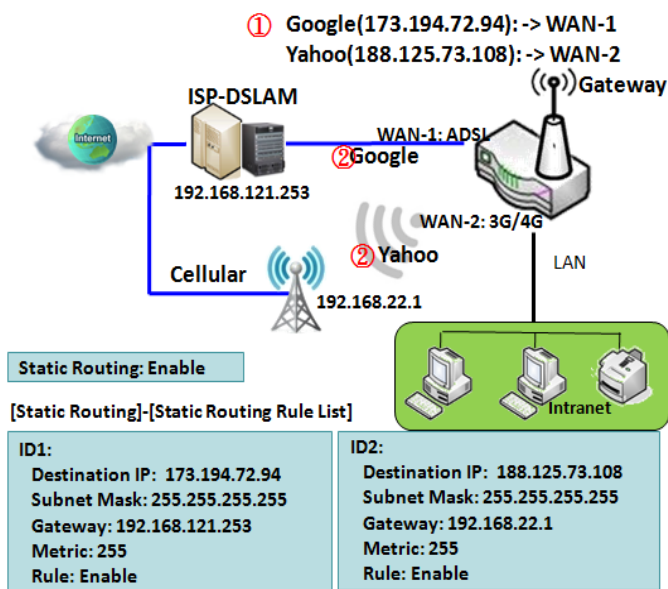 ① Google(173.194.72.94): -> WAN-1
Yahoo(188.125.73.108): -> WAN-2
Gateway
ISP-DSLAM
Internet
WAN-1: ADSL
②Google
192.168.121.253
WAN-2: 3G/4G
②Yahoo
LAN
Cellular
192.168.22.1
Static Routing: Enable
Intranet
[Static Routing]-[Static Routing Rule List]
ID1:
Destination IP: 173.194.72.94
Subnet Mask: 255.255.255.255
Gateway: 192.168.121.253
Metric: 255
Rule: Enable
ID2:
Destination IP: 188.125.73.108
Subnet Mask: 255.255.255.255
Gateway: 192.168.22.1
Metric: 255
Rule: Enable